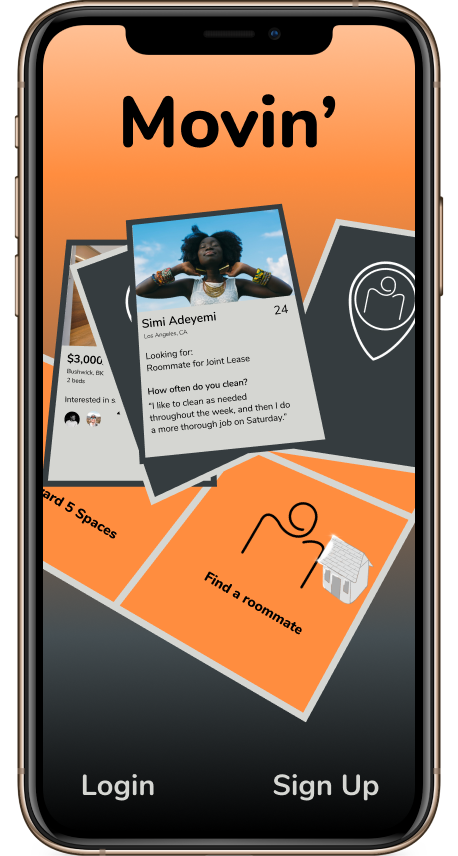 Movin’
Simi Adeyemi
24
Los Angeles, CA
Looking for:
Roommate for Joint Lease
How often do you clean?
“I like to clean as needed
throughout the week, and then I do
a more thorough job on Saturday.”
$3,000
Bushwick, BK
2 beds
Interested in s
ard 5 Spaces
Find a roommate
Login
Sign Up